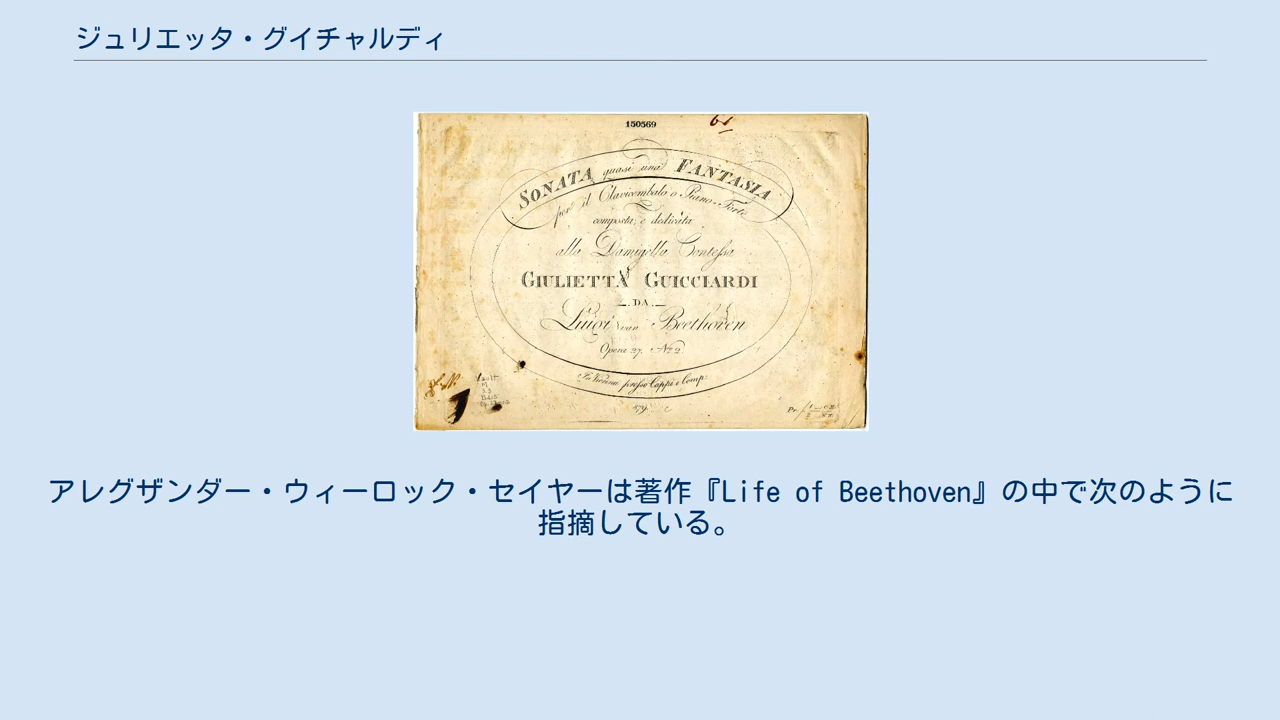 ジュリエッタ・グイチャルディ
150569
SONATA quasi una FANTASIA
per il Clavicembalo o Piano-Forte
composta, e dedicata
alla Damigella Contessa
GIULIETTA GUICCIARDI
DA
Luigi van Beethoven
Opera 27. No 2.
In Vienna presso Cappi e Comp.
アレグザンダー・ウィーロック・セイヤーは著作『Life of Beethoven』の中で次のように
指摘している。